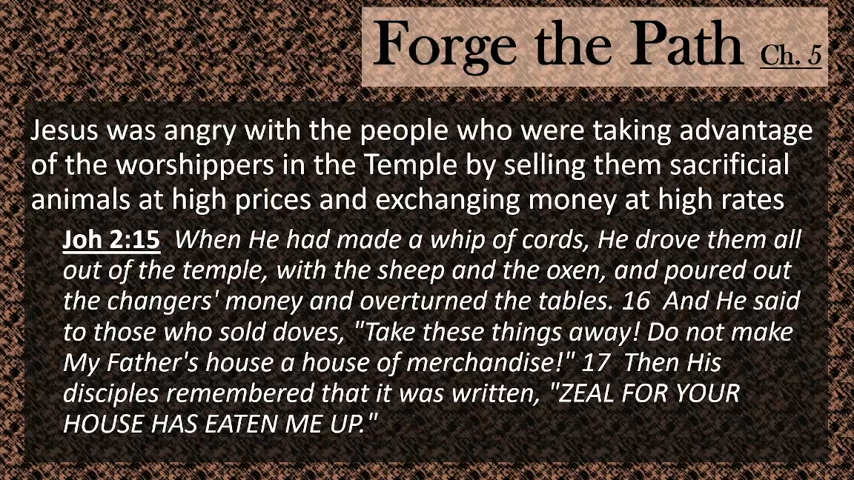 Forge the Path Ch. 5
Jesus was angry with the people who were taking advantage
of the worshippers in the Temple by selling them sacrificial
animals at high prices and exchanging money at high rates
Joh 2:15 When He had made a whip of cords, He drove them all
out of the temple, with the sheep and the oxen, and poured out
the changers' money and overturned the tables. 16 And He said
to those who sold doves, "Take these things away! Do not make
My Father's house a house of merchandise!" 17 Then His
disciples remembered that it was written, "ZEAL FOR YOUR
HOUSE HAS EATEN ME UP."